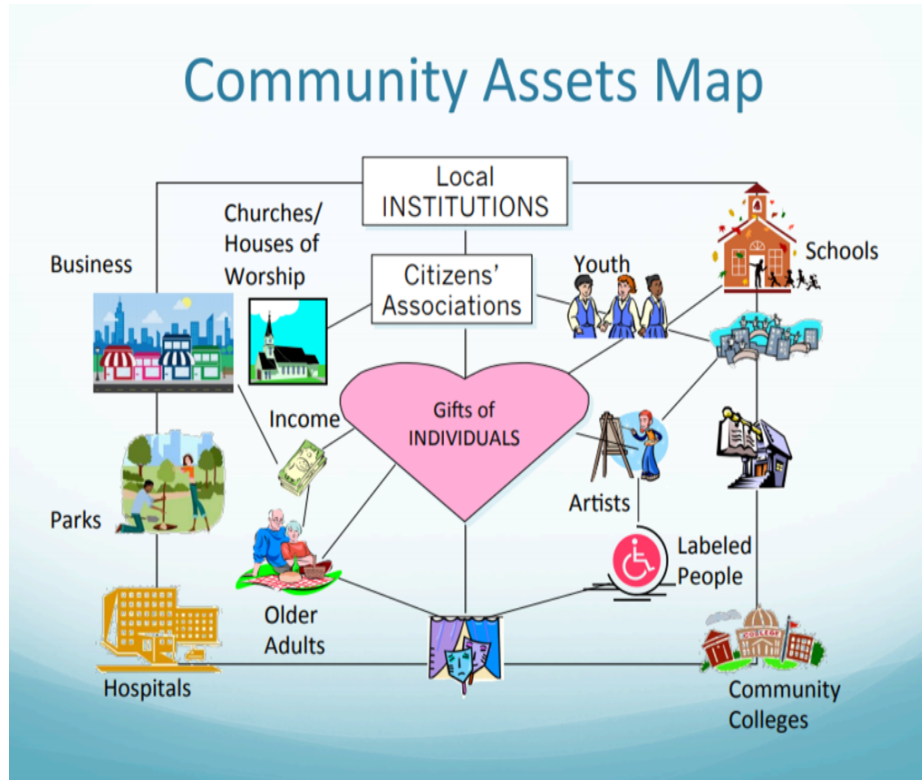 Community Assets Map
Local
INSTITUTIONS
Churches/
Houses of
Worship
Business
Citizens'
Associations
Youth
Schools
Income
Gifts of
INDIVIDUALS
Parks
Artists
Labeled
People
Older
Adults
Hospitals
COLLEGE
Community
Colleges